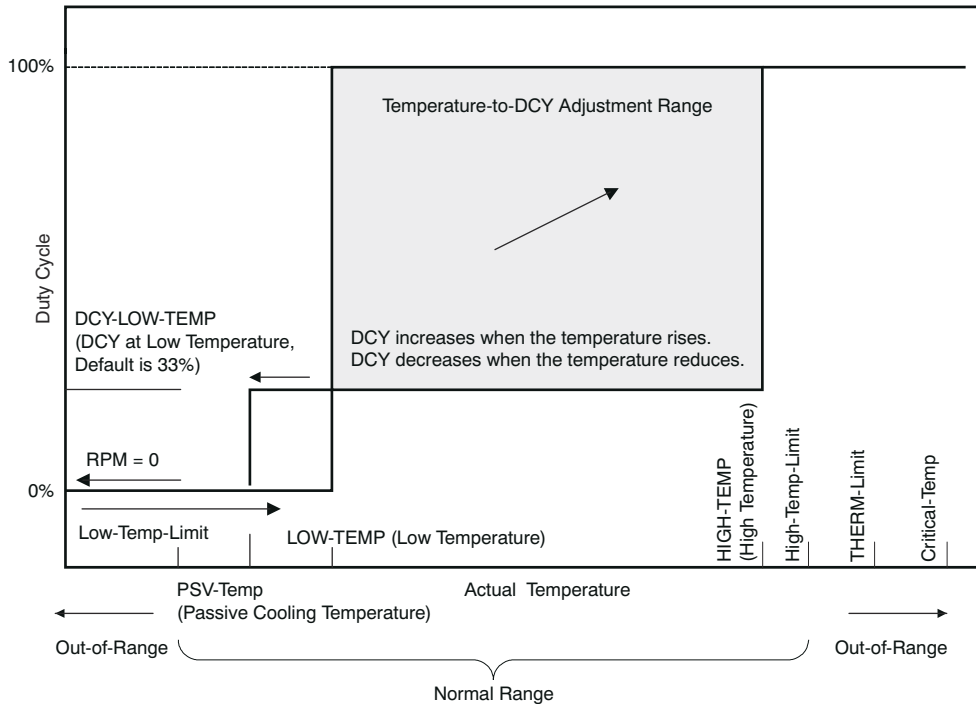 100%
Temperature-to-DCY Adjustment Range
Duty Cycle
DCY-LOW-TEMP
(DCY at Low Temperature,
Default is 33%)
DCY increases when the temperature rises.
DCY decreases when the temperature reduces.
RPM = 0
0%
Low-Temp-Limit
LOW-TEMP (Low Temperature)
HIGH-TEMP
(High Temperature)
High-Temp-Limit
THERM-Limit
Critical-Temp
PSV-Temp
(Passive Cooling Temperature)
Actual Temperature
Out-of-Range
Out-of-Range
Normal Range